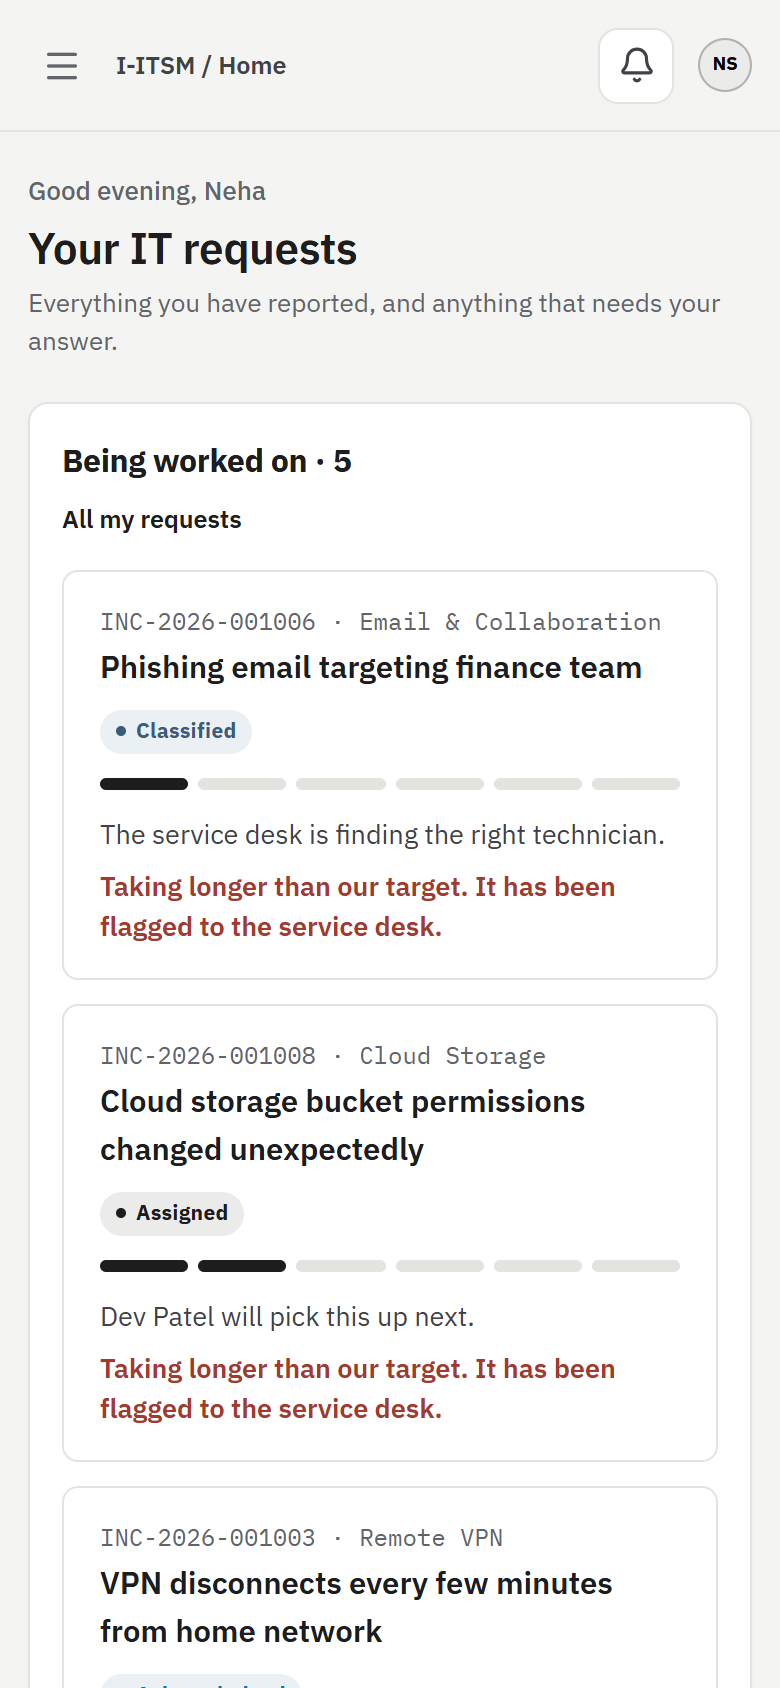 I-ITSM / Home
NS
Good evening, Neha
Your IT requests
Everything you have reported, and anything that needs your
answer.
Being worked on · 5
All my requests
INC-2026-001006 · Email & Collaboration
Phishing email targeting finance team
Classified
The service desk is finding the right technician.
Taking longer than our target. It has been
flagged to the service desk.
INC-2026-001008 · Cloud Storage
Cloud storage bucket permissions
changed unexpectedly
Assigned
Dev Patel will pick this up next.
Taking longer than our target. It has been
flagged to the service desk.
INC-2026-001003 · Remote VPN
VPN disconnects every few minutes
from home network